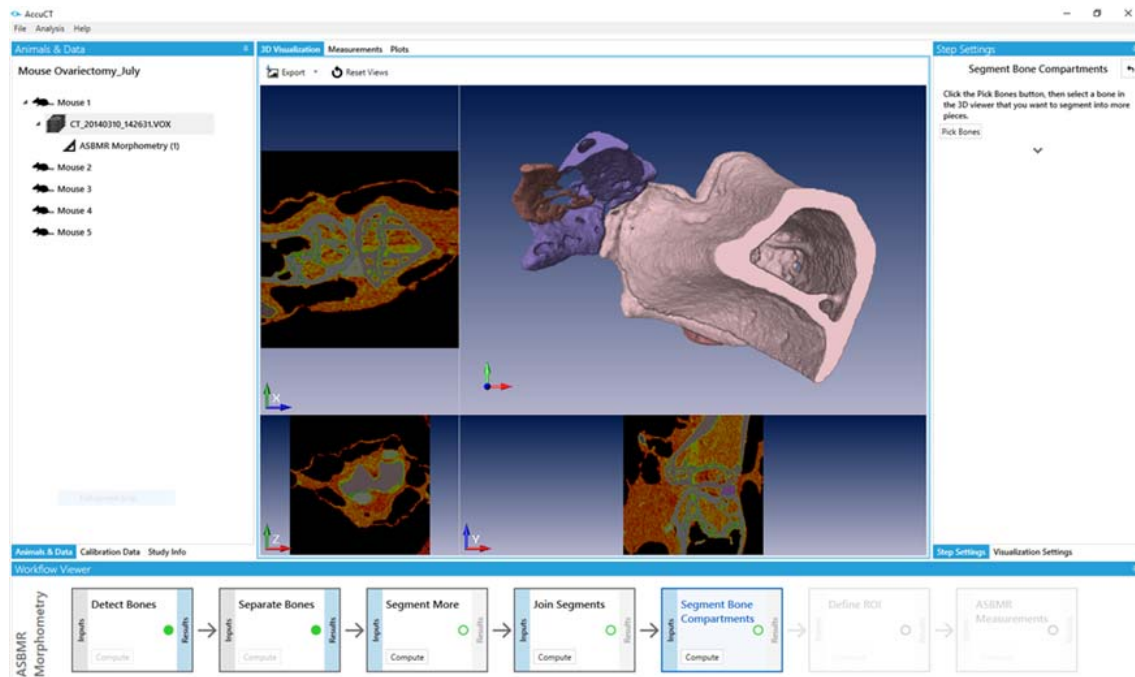 AccuCT
File Analysis Help
Animals & Data
Mouse Ovariectomy_July
Mouse 1
CT_20140310_142631.VOX
ASBMR Morphometry (1)
Mouse 2
Mouse 3
Mouse 4
Mouse 5
Animals & Data Calibration Data Study Info
3D Visualization Measurements Plots
Export Reset Views
X
Z
Y
Step Settings
Segment Bone Compartments
Click the Pick Bones button, then select a bone in
the 3D viewer that you want to segment into more
pieces.
Pick Bones
Step Settings Visualization Settings
Workflow Viewer
ASBMR
Morphometry
Inputs
Detect Bones
Compute
Results
Inputs
Separate Bones
Compute
Results
Inputs
Segment More
Compute
Results
Inputs
Join Segments
Compute
Results
Inputs
Segment Bone
Compartments
Compute
Results
Define ROI
ASBMR
Measurements